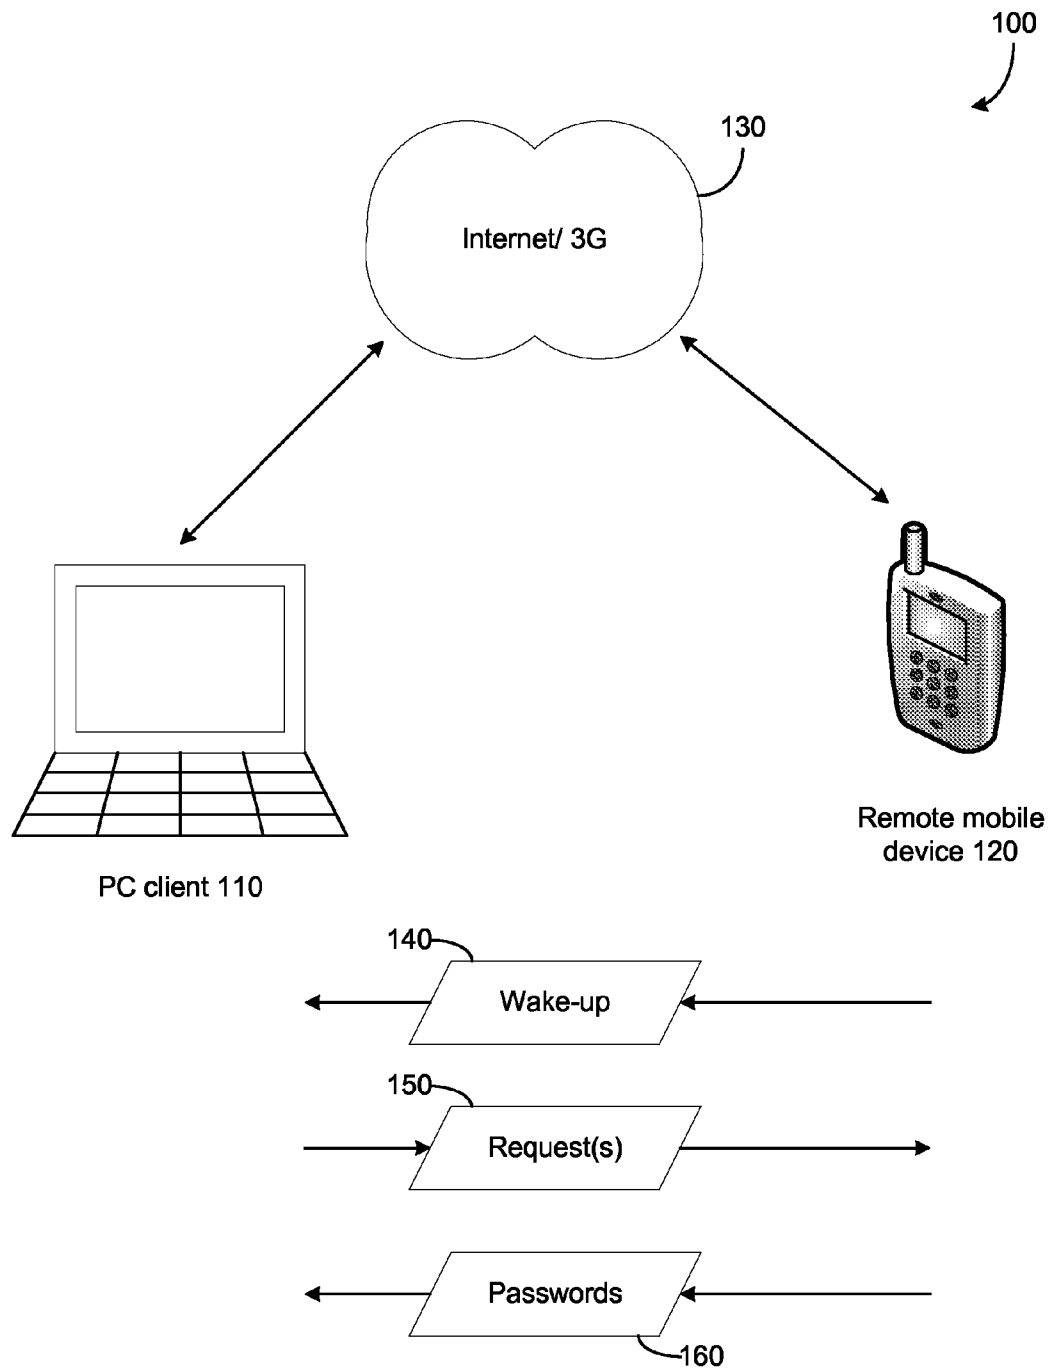 100
130
Internet/ 3G
Remote mobile
device 120
PC client 110
140
Wake-up
150
Request(s)
Passwords
160